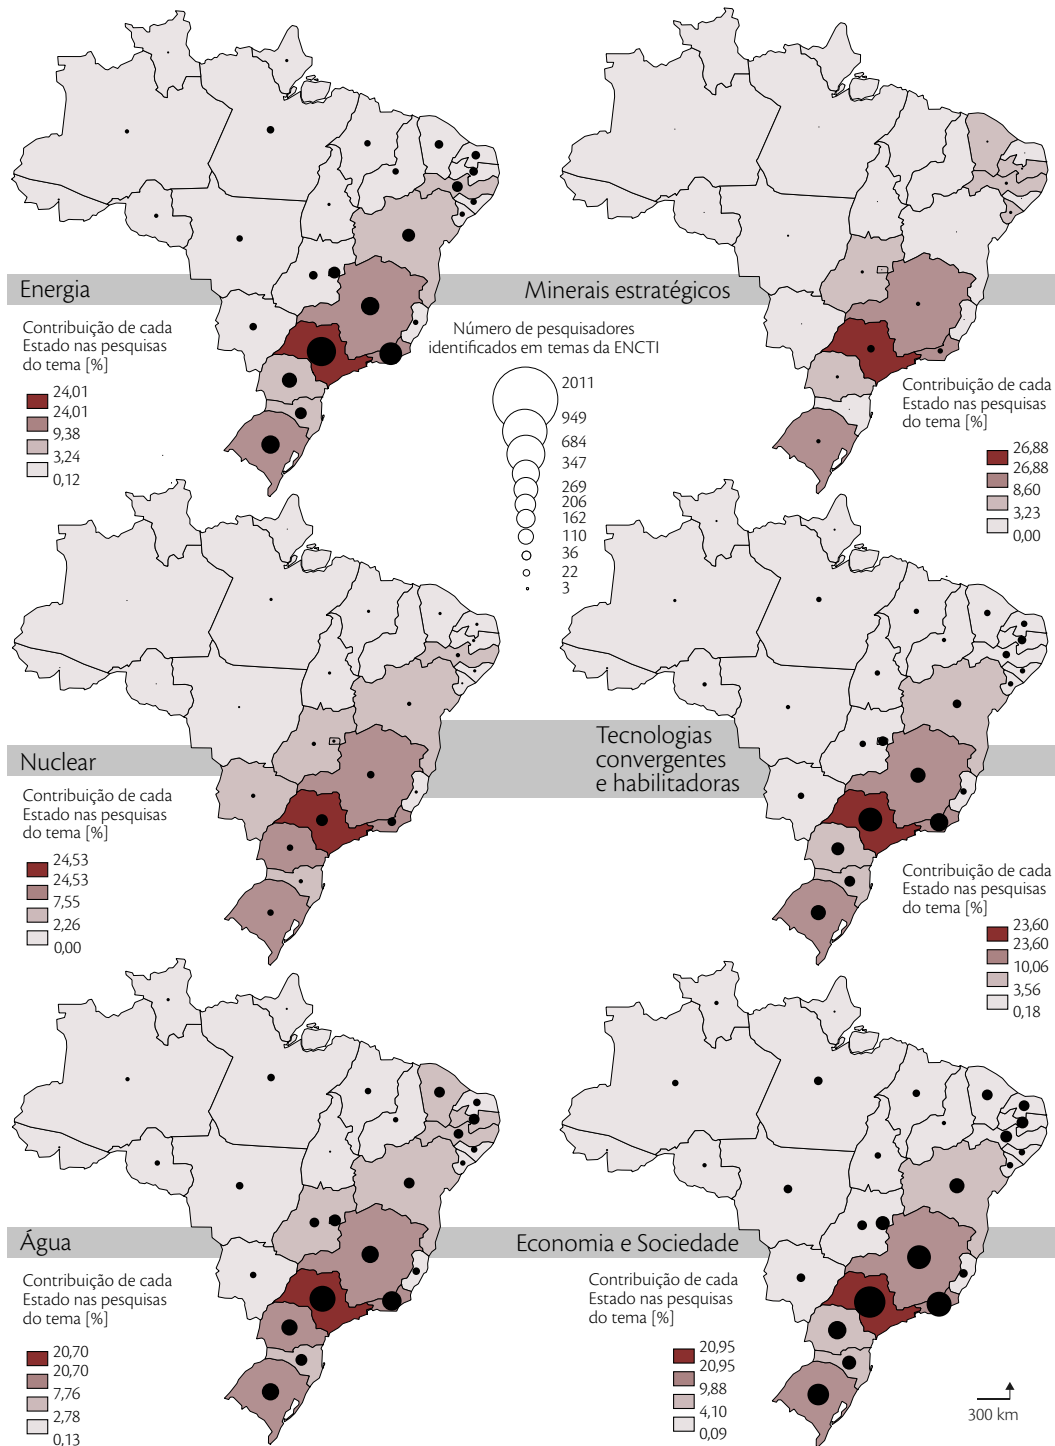 Energia
Contribuição de cada
Estado nas pesquisas
do tema [%]
24,01
24,01
9,38
3,24
0,12
Minerais estratégicos
Número de pesquisadores
identificados em temas da ENCTI
2011
949
684
347
269
206
162
110
36
22
3
Contribuição de cada
Estado nas pesquisas
do tema [%]
26,88
26,88
8,60
3,23
0,00
Nuclear
Contribuição de cada
Estado nas pesquisas
do tema [%]
24,53
24,53
7,55
2,26
0,00
Tecnologias
convergentes
e habilitadoras
Contribuição de cada
Estado nas pesquisas
do tema [%]
23,60
23,60
10,06
3,56
0,18
Água
Contribuição de cada
Estado nas pesquisas
do tema [%]
20,70
20,70
7,76
2,78
0,13
Economia e Sociedade
Contribuição de cada
Estado nas pesquisas
do tema [%]
20,95
20,95
9,88
4,10
0,09
300 km